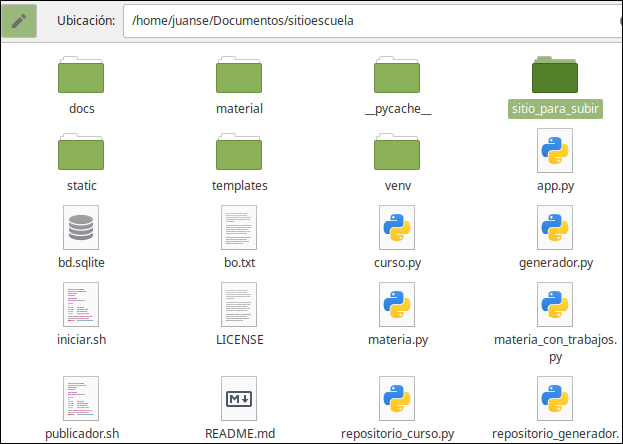 Ubicación: /home/juanse/Documentos/sitioescuela
docs material __pycache__ sitio_para_subir
static templates venv app.py
bd.sqlite bo.txt curso.py generador.py
iniciar.sh LICENSE materia.py materia_con_trabajos.
py
publicador.sh README.md repositorio_curso.py repositorio_generador.